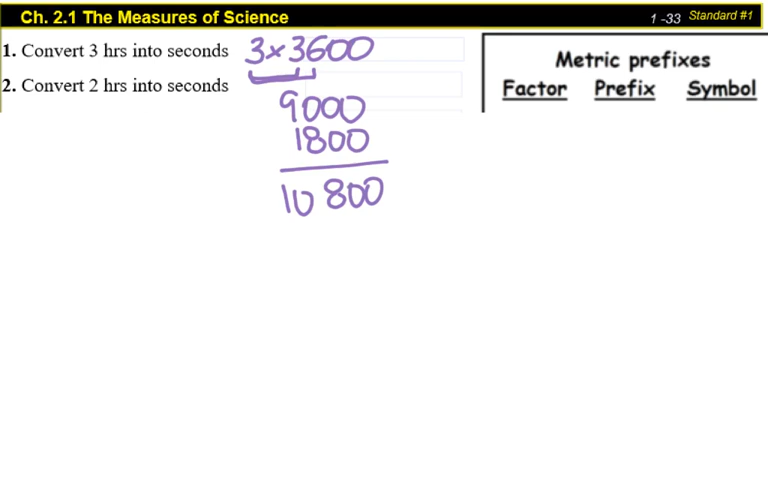 Ch. 2.1 The Measures of Science 1 -33 Standard #1
1. Convert 3 hrs into seconds 3 x 3600
2. Convert 2 hrs into seconds
9000
1800
10 800
Metric prefixes
Factor Prefix Symbol